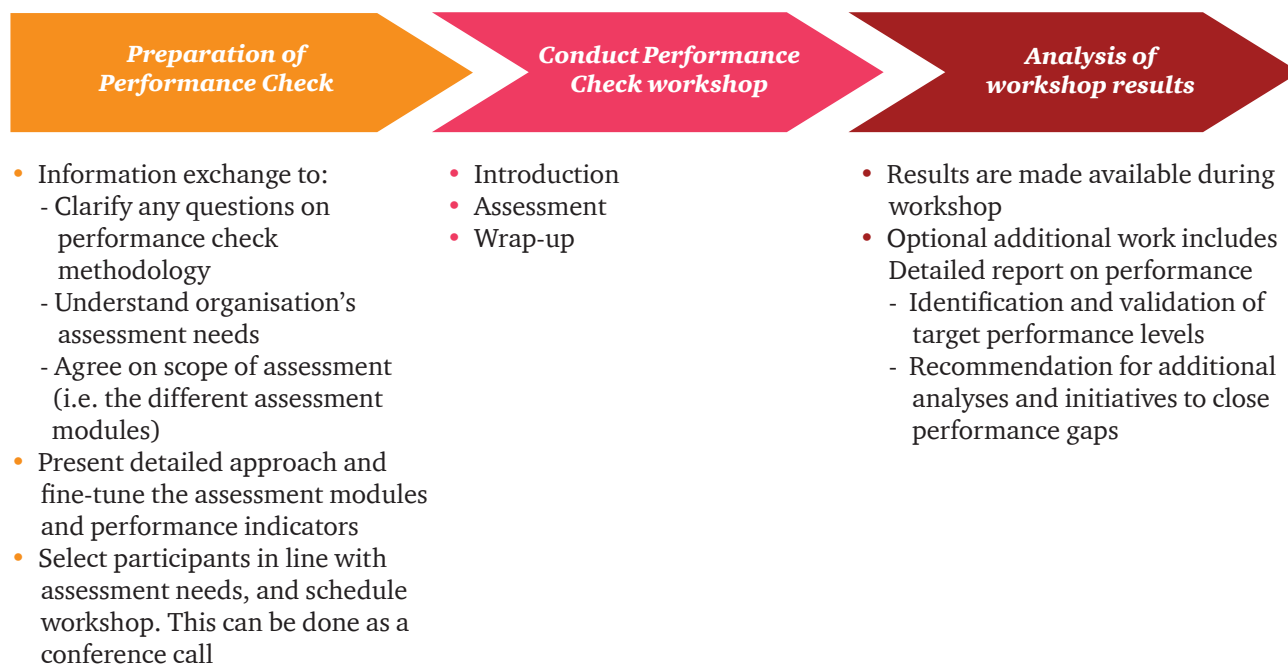 Preparation of
Performance Check
• Information exchange to:
- Clarify any questions on
performance check
methodology
- Understand organisation’s
assessment needs
- Agree on scope of assessment
(i.e. the different assessment
modules)
• Present detailed approach and
fine-tune the assessment modules
and performance indicators
• Select participants in line with
assessment needs, and schedule
workshop. This can be done as a
conference call
Conduct Performance
Check workshop
• Introduction
• Assessment
• Wrap-up
Analysis of
workshop results
• Results are made available during
workshop
• Optional additional work includes
Detailed report on performance
- Identification and validation of
target performance levels
- Recommendation for additional
analyses and initiatives to close
performance gaps